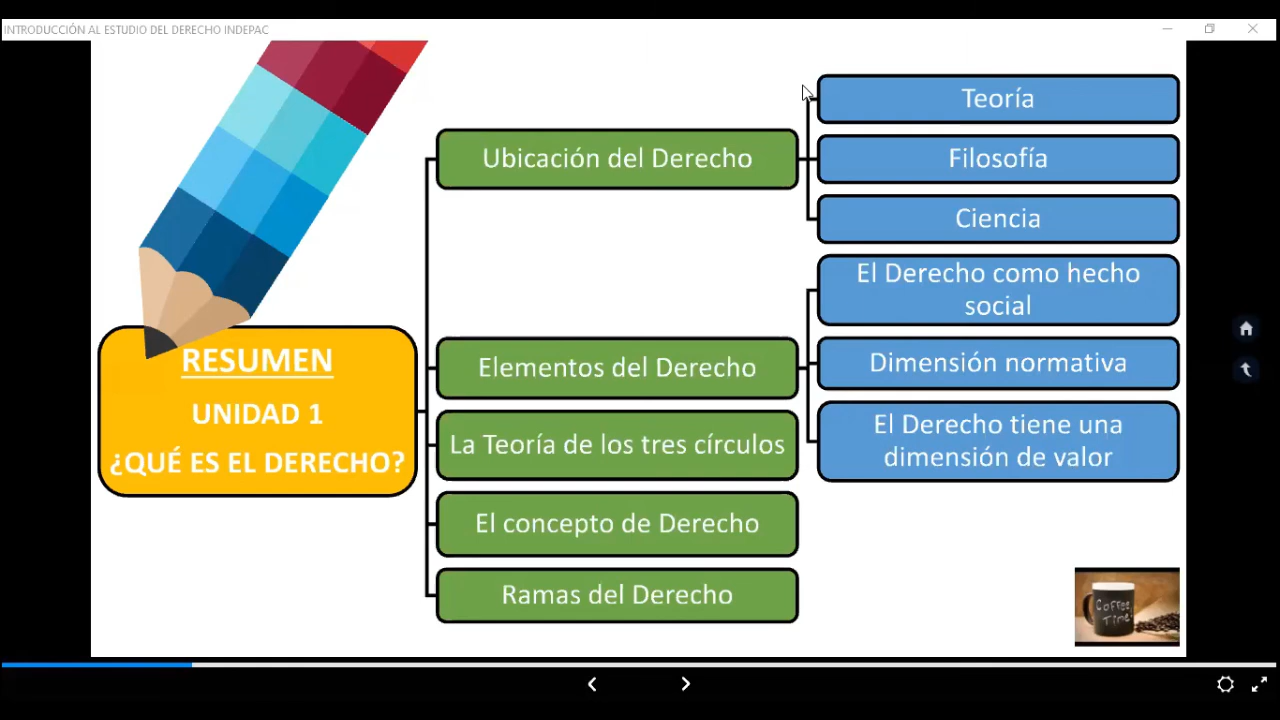 INTRODUCCIÓN AL ESTUDIO DEL DERECHO INDEPAC
RESUMEN
UNIDAD 1
¿QUÉ ES EL DERECHO?
Ubicación del Derecho
Teoría
Filosofía
Ciencia
Elementos del Derecho
El Derecho como hecho
social
Dimensión normativa
El Derecho tiene una
dimensión de valor
La Teoría de los tres círculos
El concepto de Derecho
Ramas del Derecho
Coffee
Time!